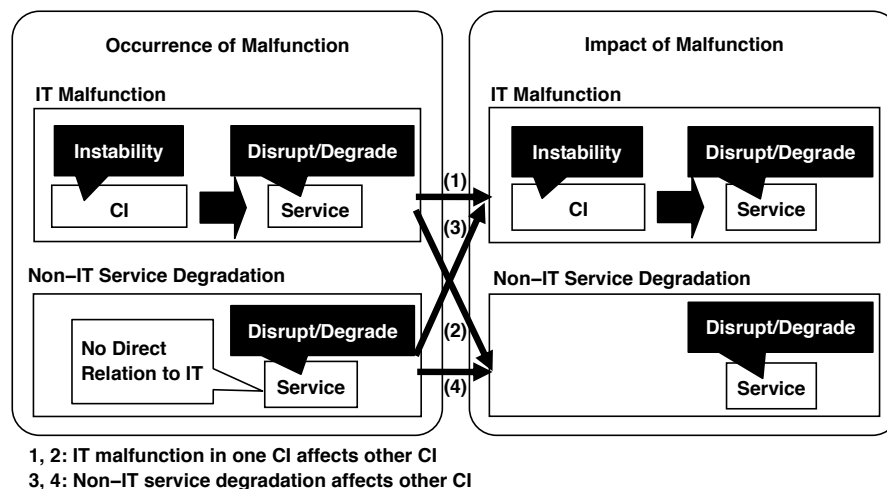 Occurrence of Malfunction
IT Malfunction
Instability
Disrupt/Degrade
CI
Service
Non–IT Service Degradation
Disrupt/Degrade
No Direct
Relation to IT
Service
(1)
(3)
(2)
(4)
Impact of Malfunction
IT Malfunction
Instability
Disrupt/Degrade
CI
Service
Non–IT Service Degradation
Disrupt/Degrade
Service
1, 2: IT malfunction in one CI affects other CI
3, 4: Non–IT service degradation affects other CI